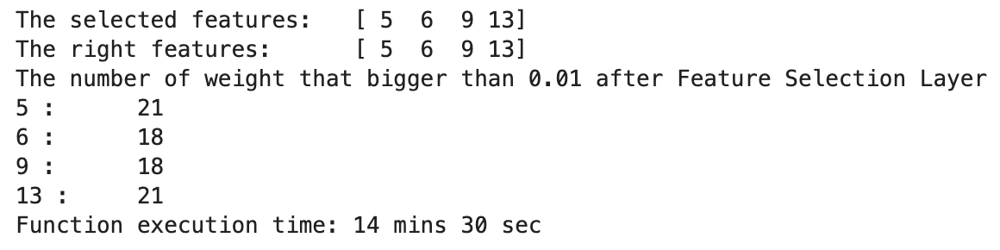 The selected features:   [ 5  6  9 13]
The right features:      [ 5  6  9 13]
The number of weight that bigger than 0.01 after Feature Selection Layer
5 :      21
6 :      18
9 :      18
13 :     21
Function execution time: 14 mins 30 sec